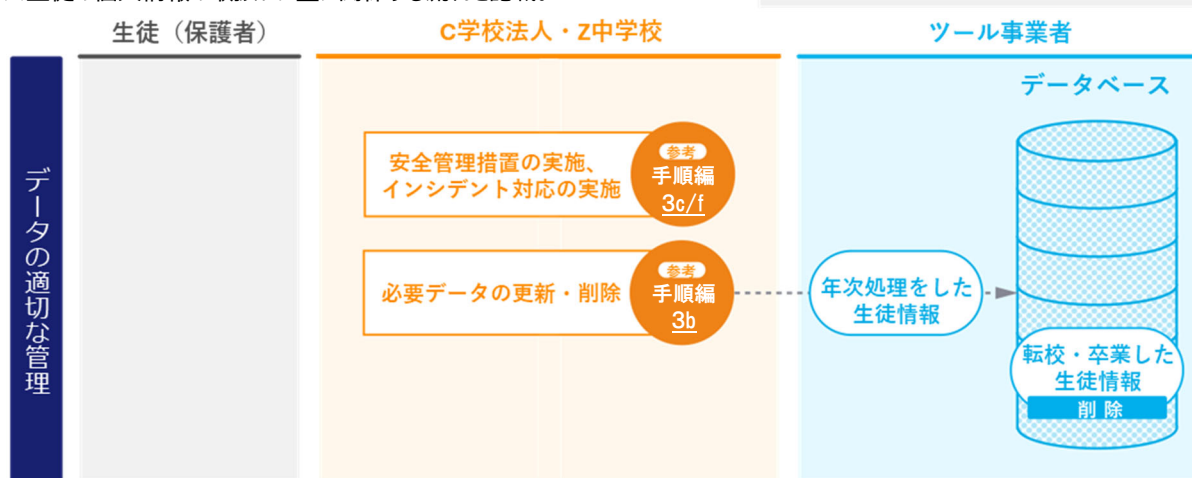 生徒（保護者）
C学校法人・Z中学校
ツール事業者
データの適切な管理
データベース
安全管理措置の実施、
インシデント対応の実施
参考
手順編
3c/f
必要データの更新・削除
参考
手順編
3b
年次処理をした
生徒情報
転校・卒業した
生徒情報
削除